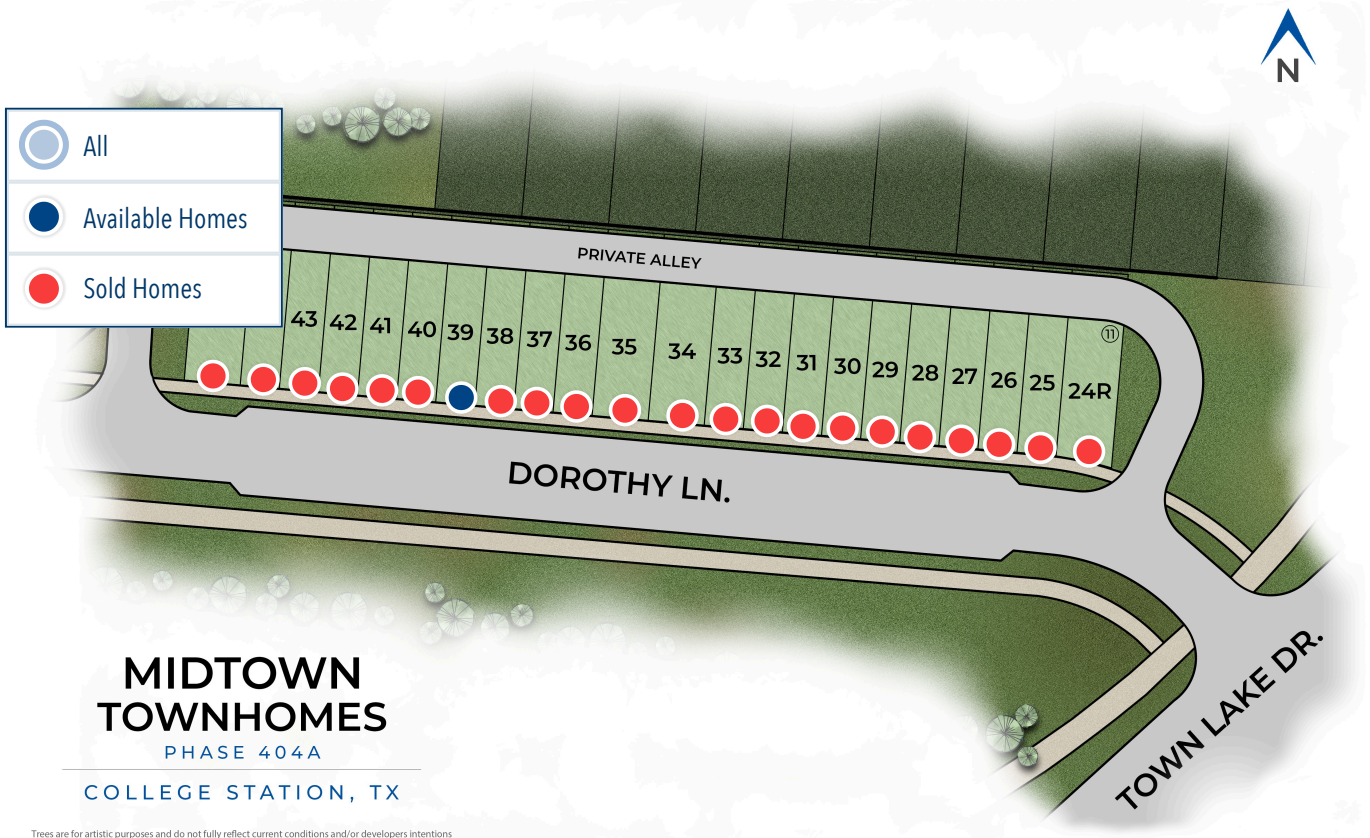 N
All
Available Homes
Sold Homes
PRIVATE ALLEY
11
43 42 41 40 39 38 37 36 35 34 33 32 31 30 29 28 27 26 25 24R
DOROTHY LN.
TOWN LAKE DR.
MIDTOWN
TOWNHOMES
PHASE 404A
COLLEGE STATION, TX
Trees are for artistic purposes and do not fully reflect current conditions and/or developers intentions